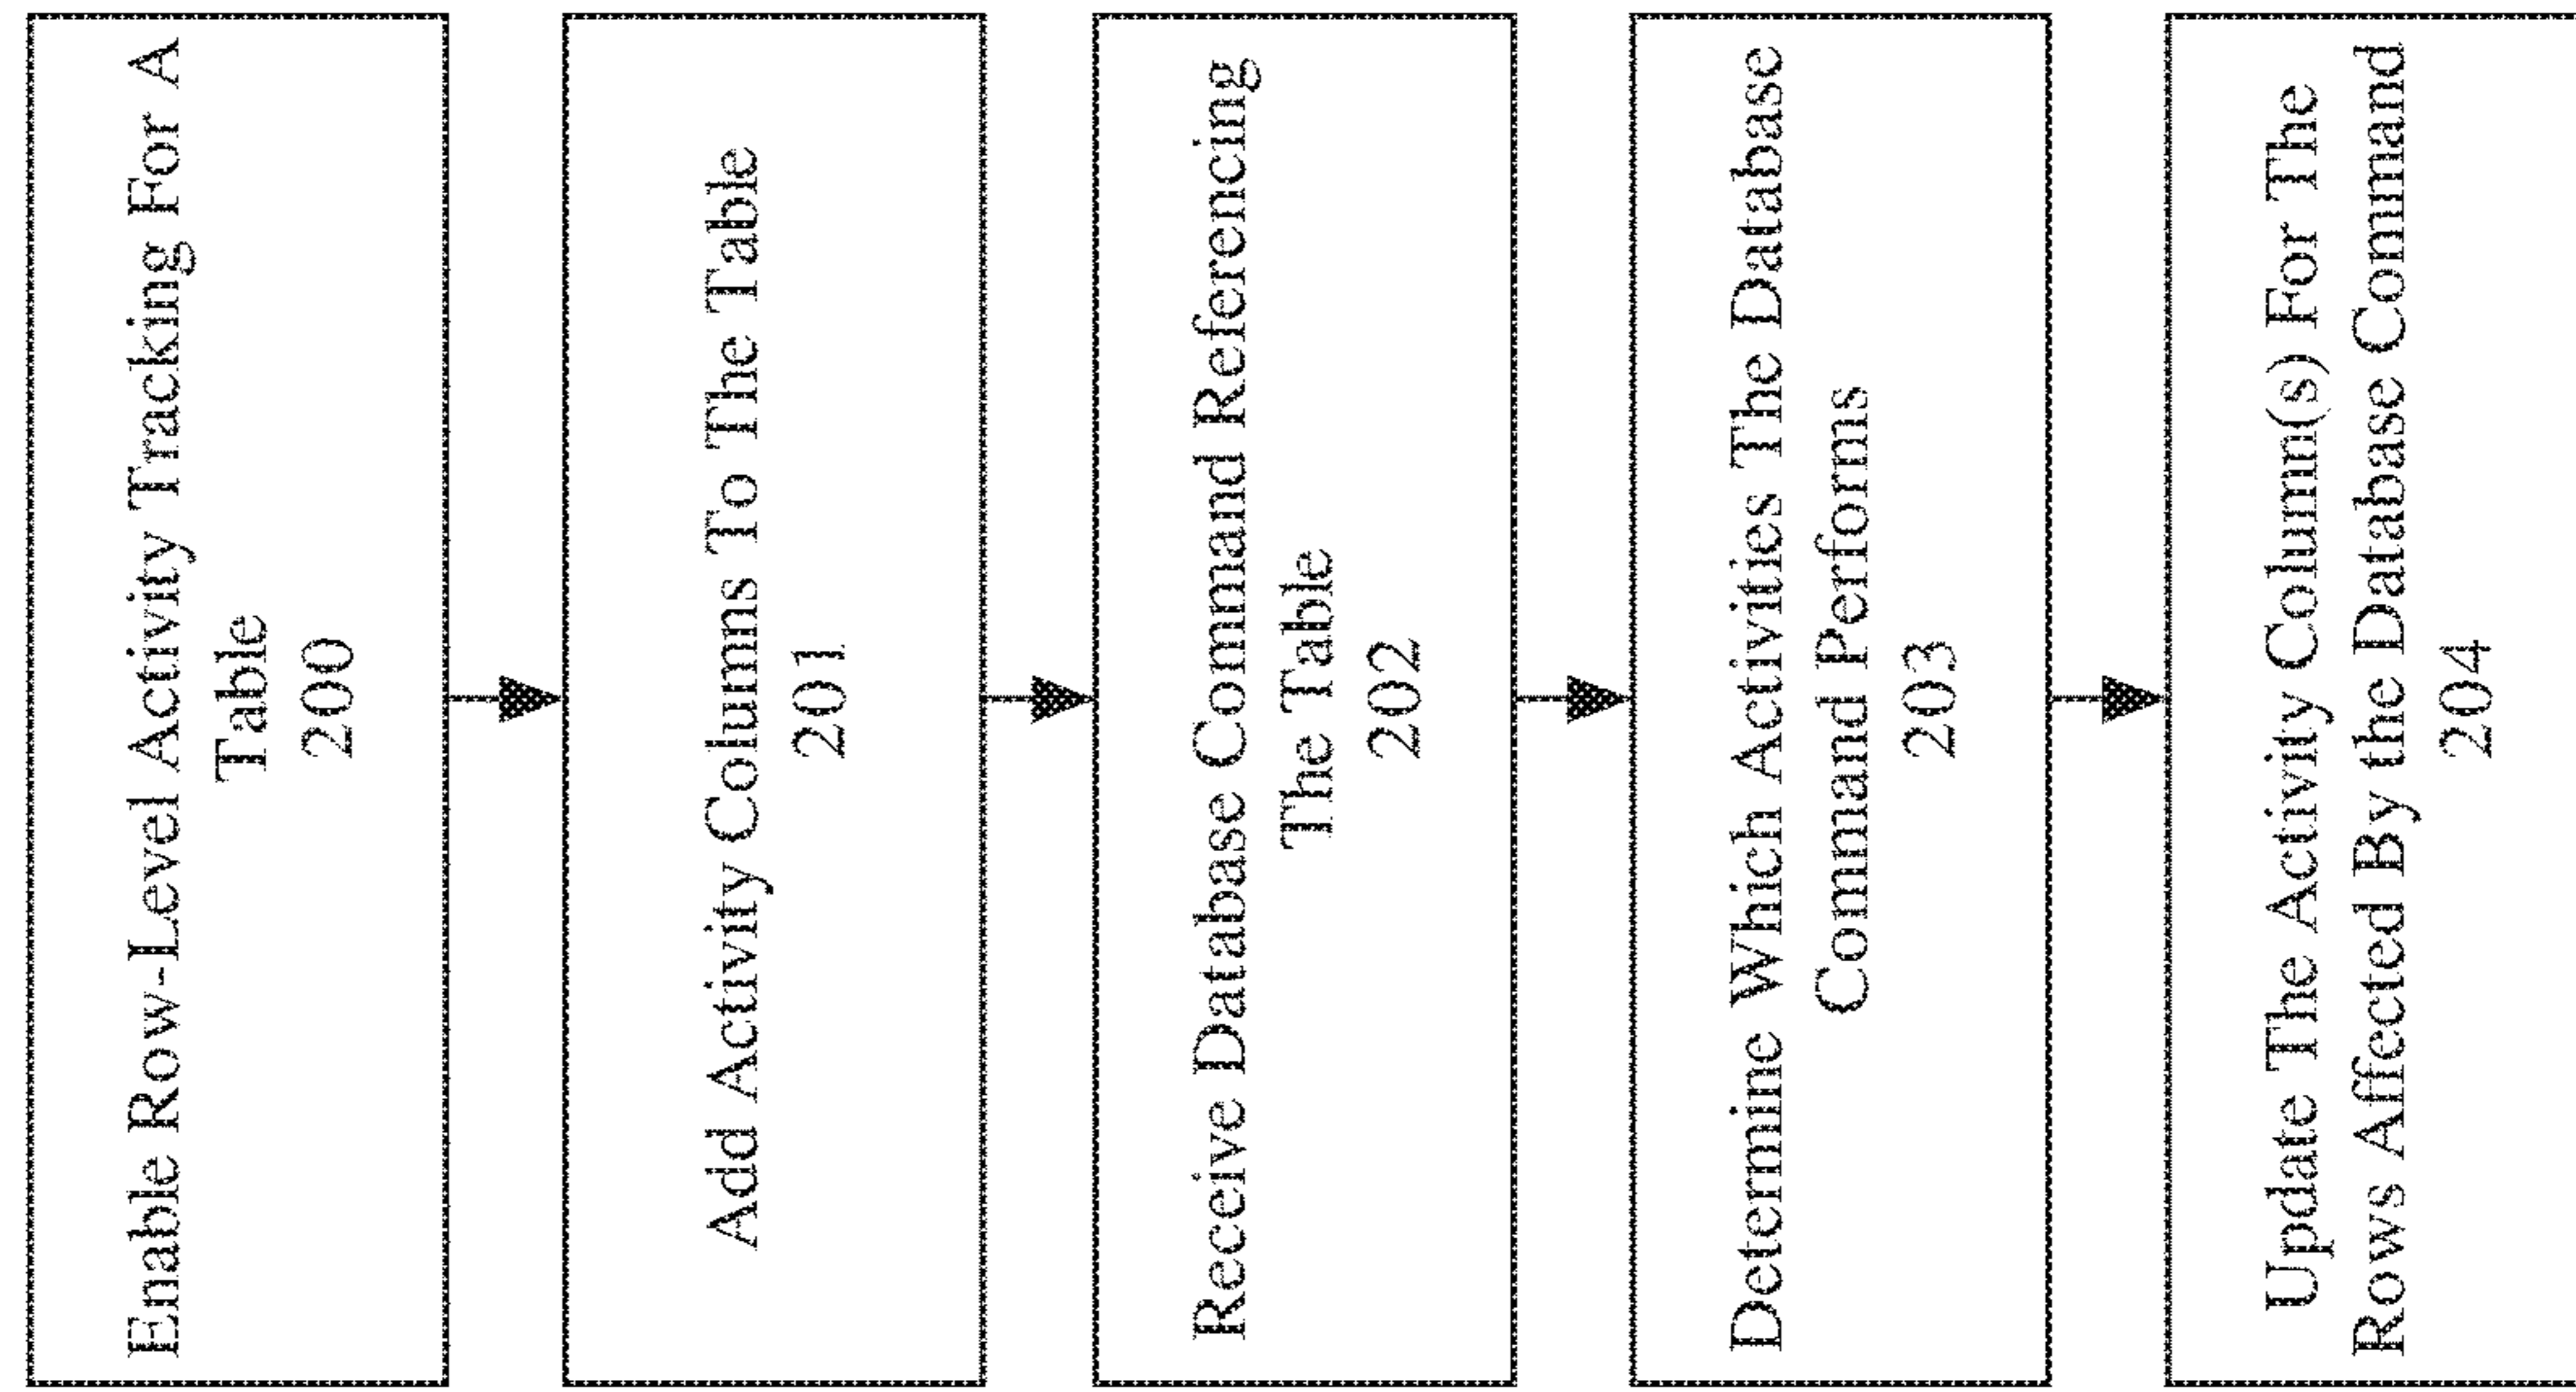 Enable Row-Level Activity Tracking For A
Table
200
Add Activity Columns To The Table
201
Receive Database Command Referencing
The Table
202
Determine Which Activities The Database
Command Performs
203
Update The Activity Column(s) For The
Rows Affected By the Database Command
204